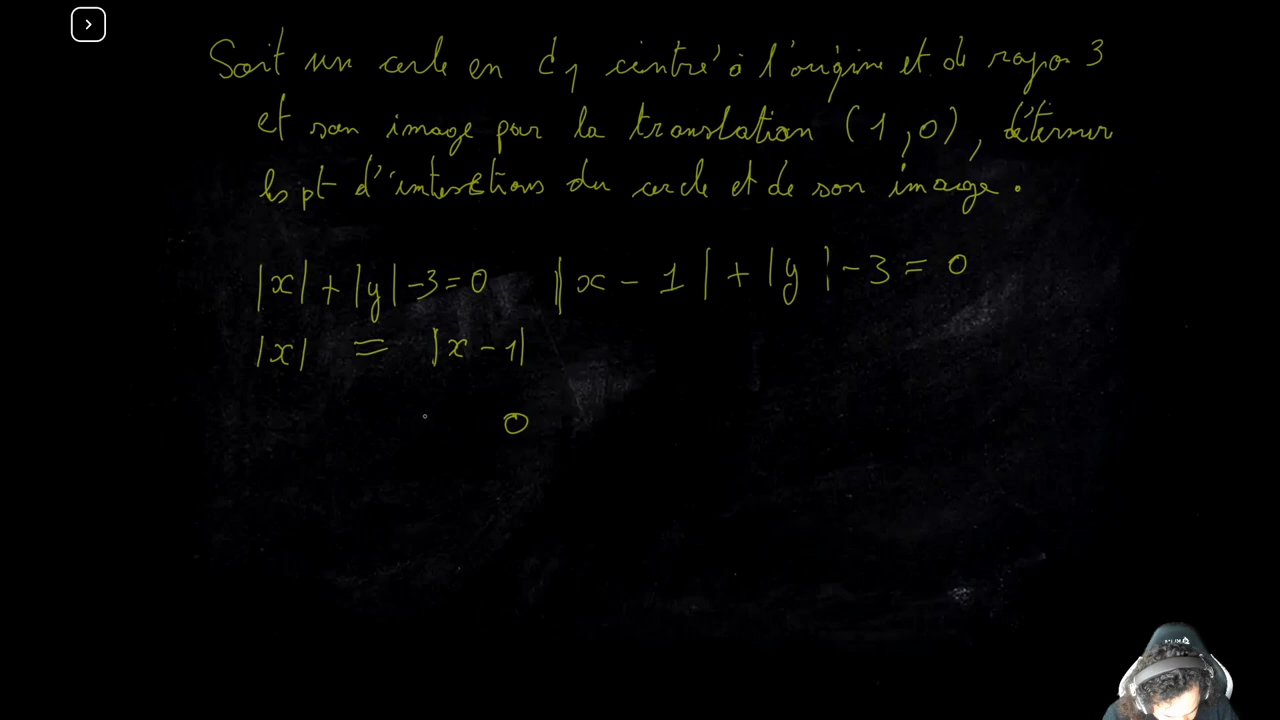 Soit un cercle en d1 centré à l'origine et de rayon 3
et son image par la translation (1,0), déterminer
les pt d'intersections du cercle et de son image.
|x| + |y| -3=0 |x - 1| + |y| -3 = 0
|x| = |x - 1|
0